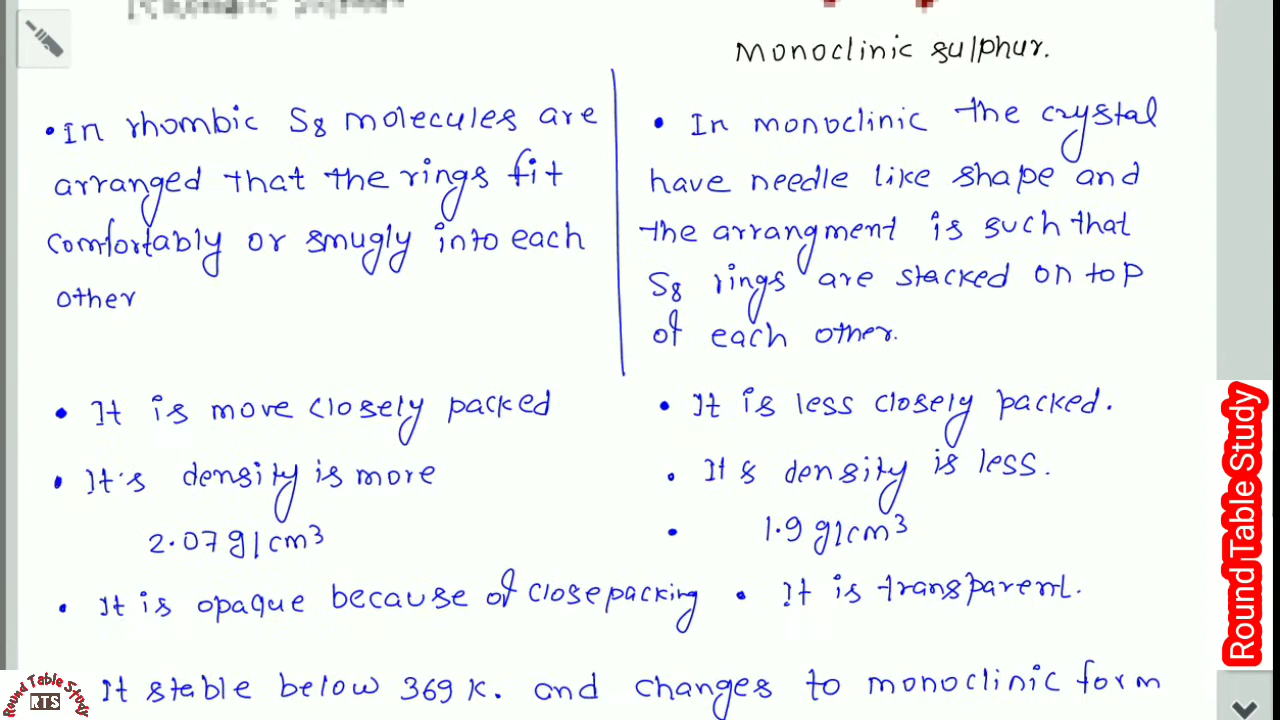 Monoclinic sulphur.
• In rhombic S8 molecules are
arranged that the rings fit
comfortably or smugly into each
other
• In monoclinic the crystal
have needle like shape and
the arrangment is such that
S8 rings are stacked on top
of each other.
• It is move closely packed
• It is less closely packed.
• It's density is more
• Its density is less.
2.07 g/cm³
• 1.9 g/cm³
• It is opaque because of close packing
• It is transparent.
It stable below 369 K. and changes to monoclinic form
Round Table Study
Round Table Study
RTS